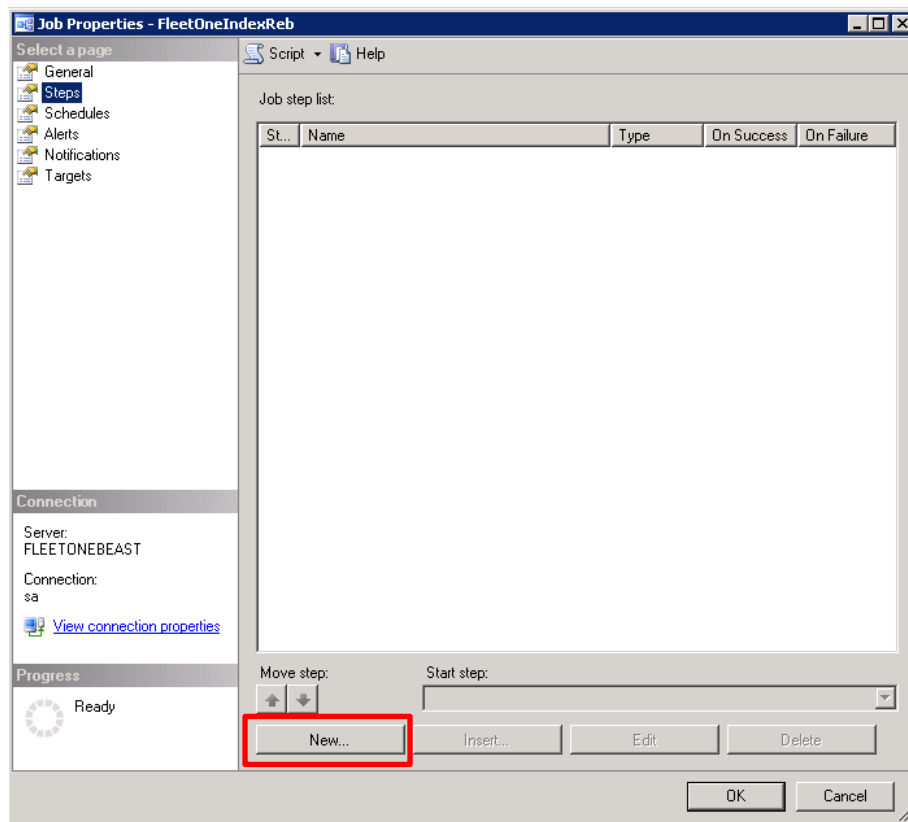 Job Properties - FleetOneIndexReb
Select a page
General
Steps
Schedules
Alerts
Notifications
Targets
Script
Help
Job step list:
St... Name Type On Success On Failure
Connection
Server:
FLEETONEBEAST
Connection:
sa
View connection properties
Progress
Ready
Move step: Start step:
New... Insert... Edit Delete
OK Cancel